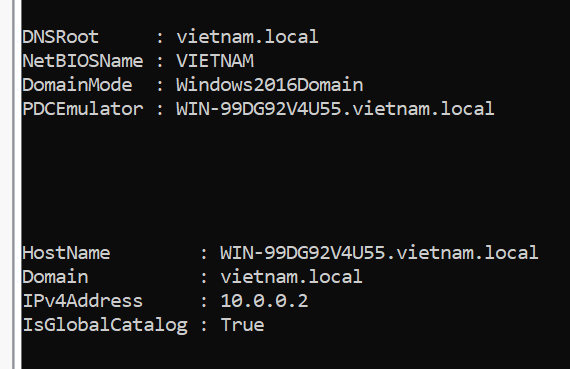 DNSRoot     : vietnam.local
NetBIOSName : VIETNAM
DomainMode  : Windows2016Domain
PDCEmulator : WIN-99DG92V4U55.vietnam.local
HostName        : WIN-99DG92V4U55.vietnam.local
Domain          : vietnam.local
IPv4Address     : 10.0.0.2
IsGlobalCatalog : True